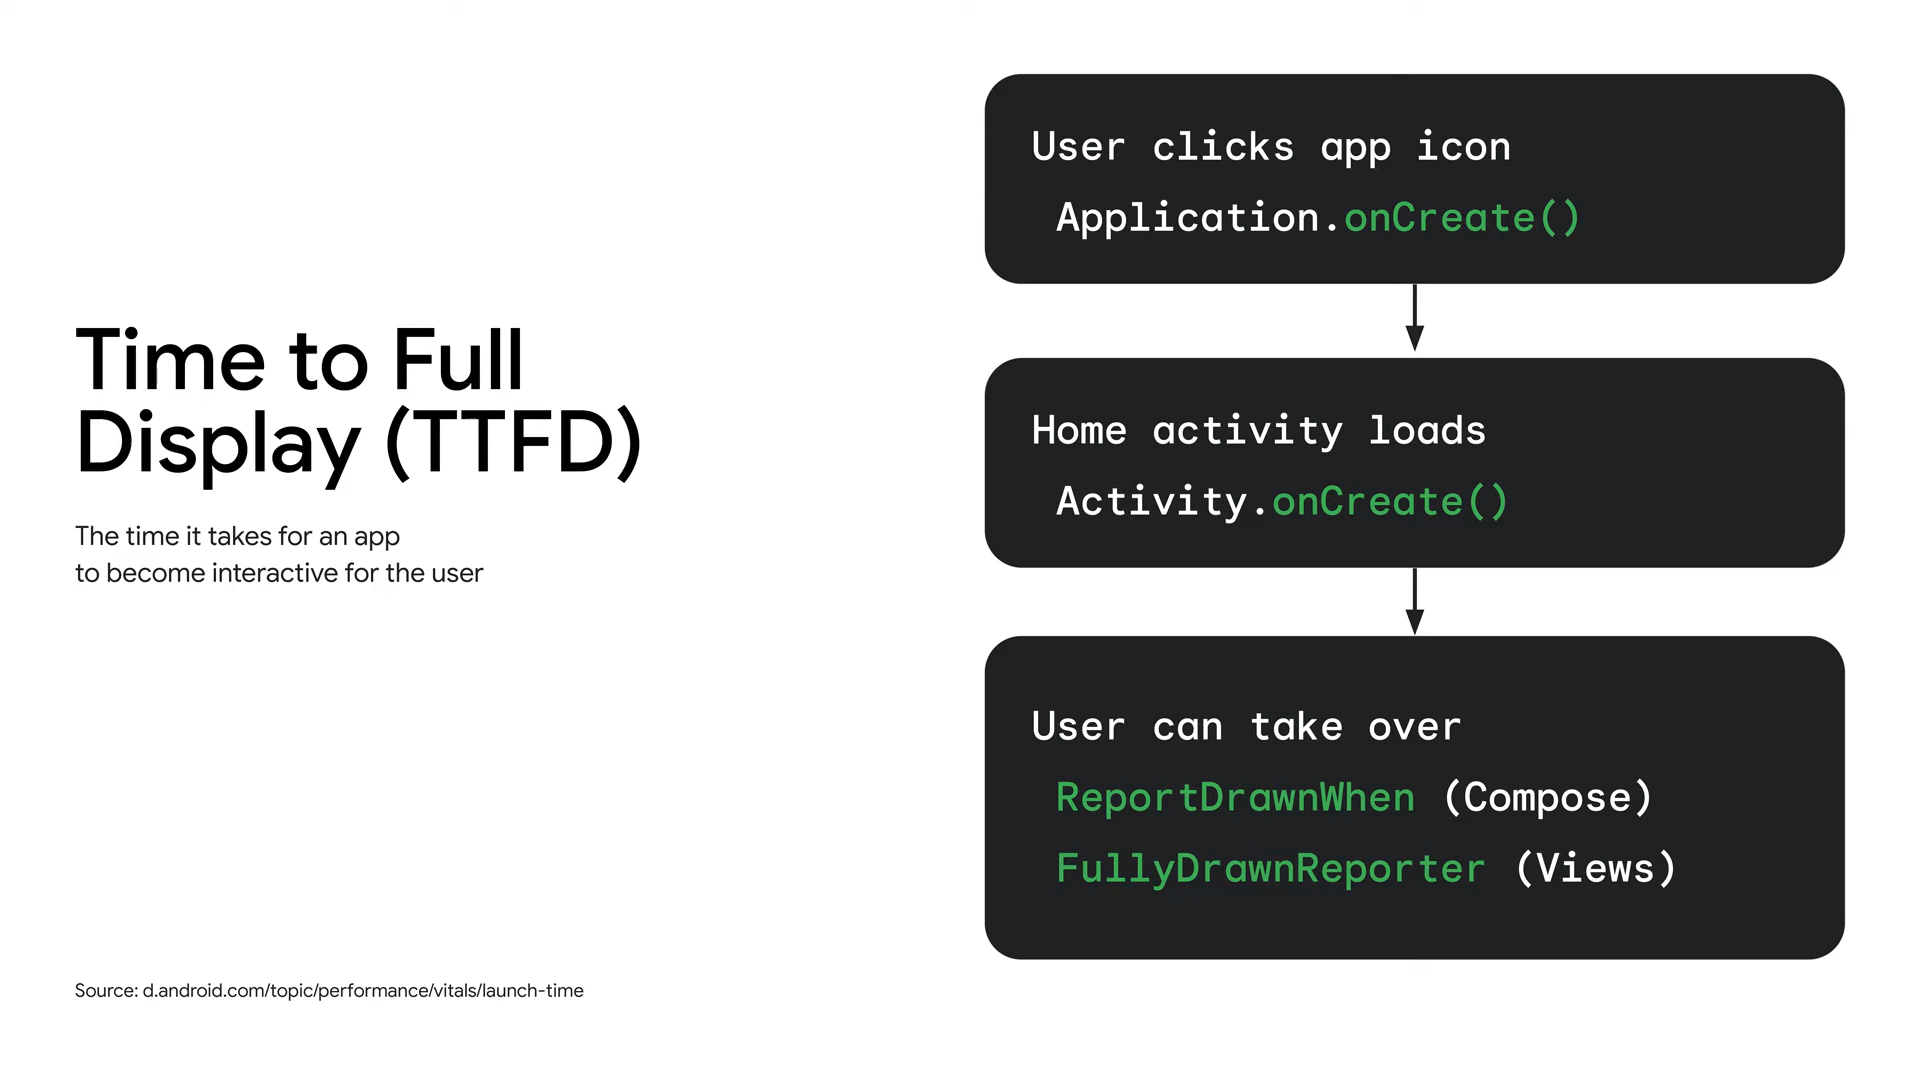 Time to Full
Display (TTFD)
The time it takes for an app
to become interactive for the user
Source: d.android.com/topic/performance/vitals/launch-time
User clicks app icon
Application.onCreate()
Home activity loads
Activity.onCreate()
User can take over
ReportDrawnWhen (Compose)
FullyDrawnReporter (Views)